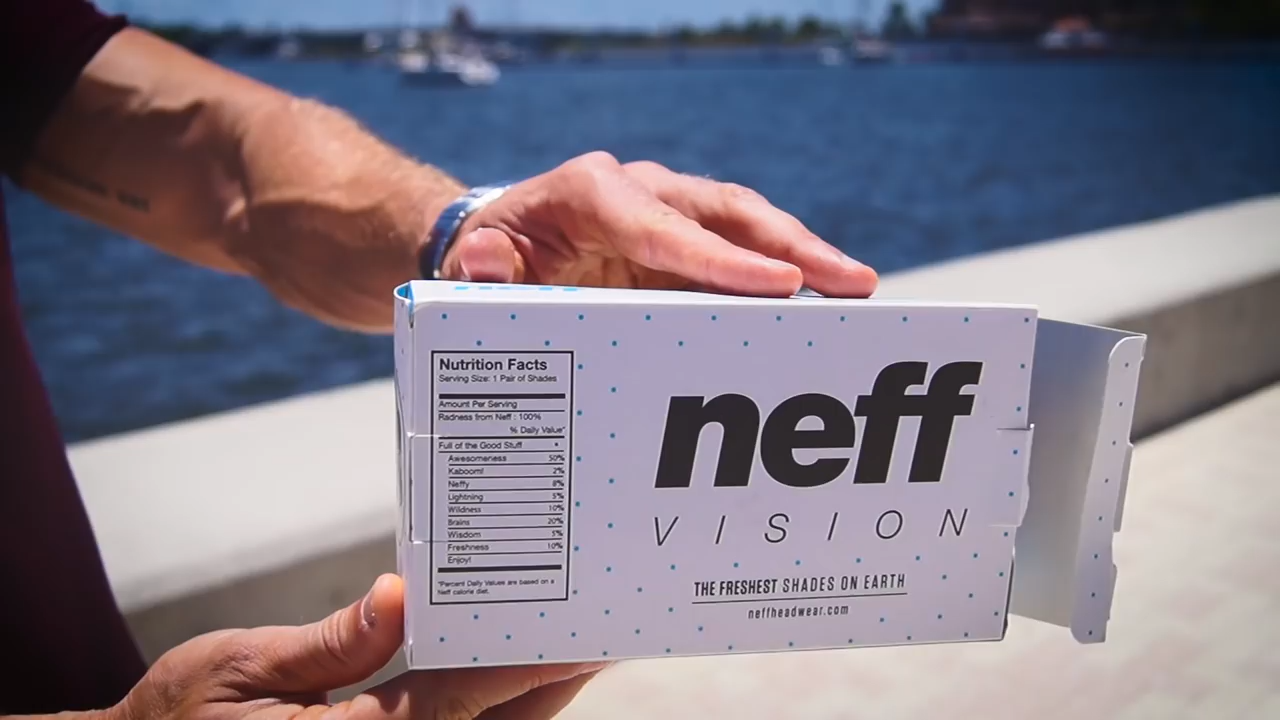 Nutrition Facts
Serving Size: 1 Pair of Shades
Amount Per Serving
Radness from Neff : 100%
% Daily Value*
Full of the Good Stuff •
Awesomeness 50%
Kaboom! 2%
Neffy 8%
Lightning 5%
Wildness 10%
Brains 20%
Wisdom 5%
Freshness 10%
Enjoy!
*Percent Daily Values are based on a
Neff calorie diet.
neff
VISION
THE FRESHEST SHADES ON EARTH
neffheadwear.com